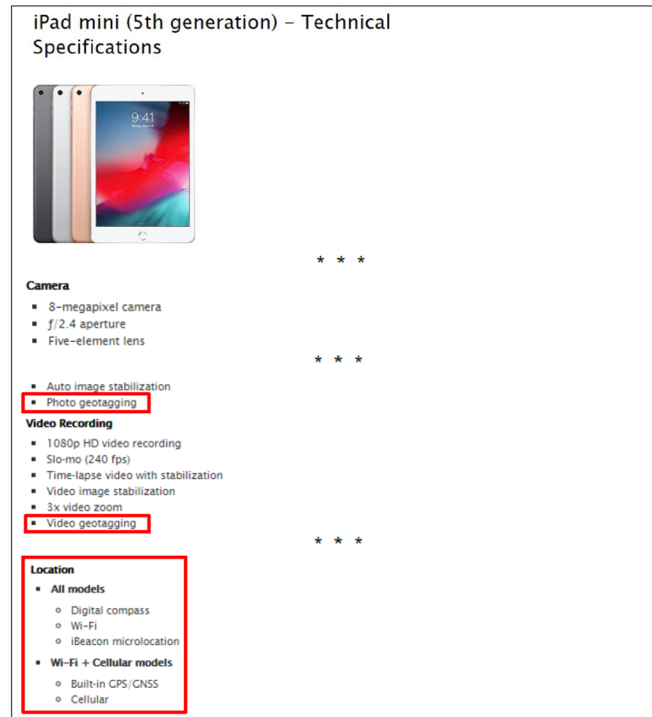 iPad mini (5th generation) – Technical
Specifications
9:41
* * *
Camera
▪ 8-megapixel camera
▪ ƒ/2.4 aperture
▪ Five-element lens
* * *
▪ Auto image stabilization
▪ Photo geotagging
Video Recording
▪ 1080p HD video recording
▪ Slo-mo (240 fps)
▪ Time-lapse video with stabilization
▪ Video image stabilization
▪ 3x video zoom
▪ Video geotagging
* * *
Location
▪ All models
○ Digital compass
○ Wi-Fi
○ iBeacon microlocation
▪ Wi-Fi + Cellular models
○ Built-in GPS/GNSS
○ Cellular